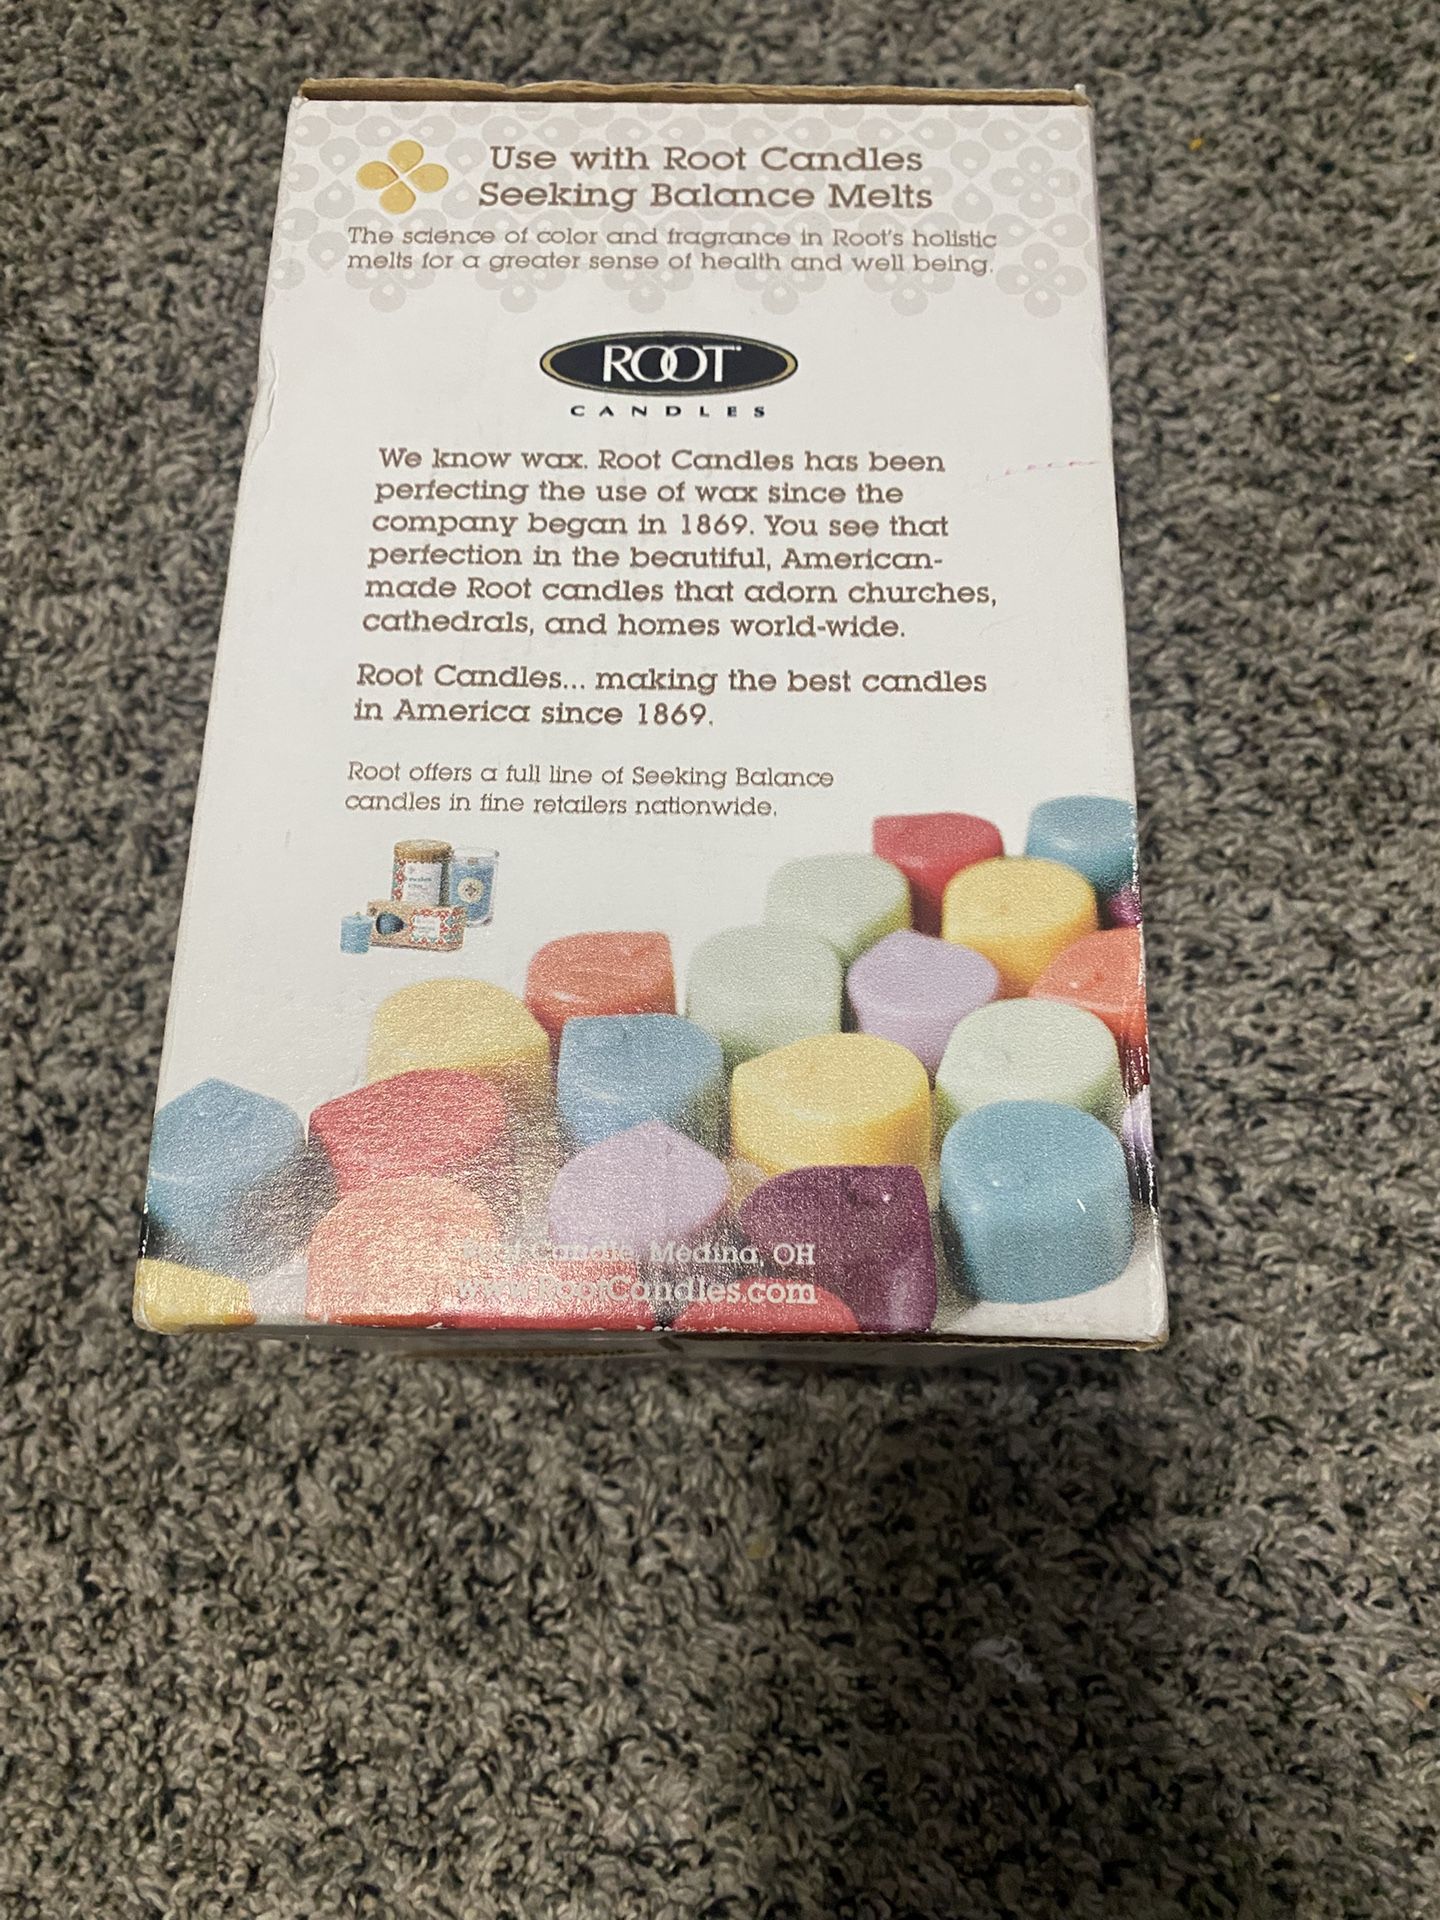 Use with Root Candles
Seeking Balance Melts
The science of color and fragrance in Root's holistic
melts for a greater sense of health and well being.
ROOT
CANDLES
We know wax. Root Candles has been
perfecting the use of wax since the
company began in 1869. You see that
perfection in the beautiful, American-
made Root candles that adorn churches,
cathedrals, and homes world-wide.
Root Candles... making the best candles
in America since 1869.
Root offers a full line of Seeking Balance
candles in fine retailers nationwide.
Root Candle, Medina, OH
www.RootCandles.com